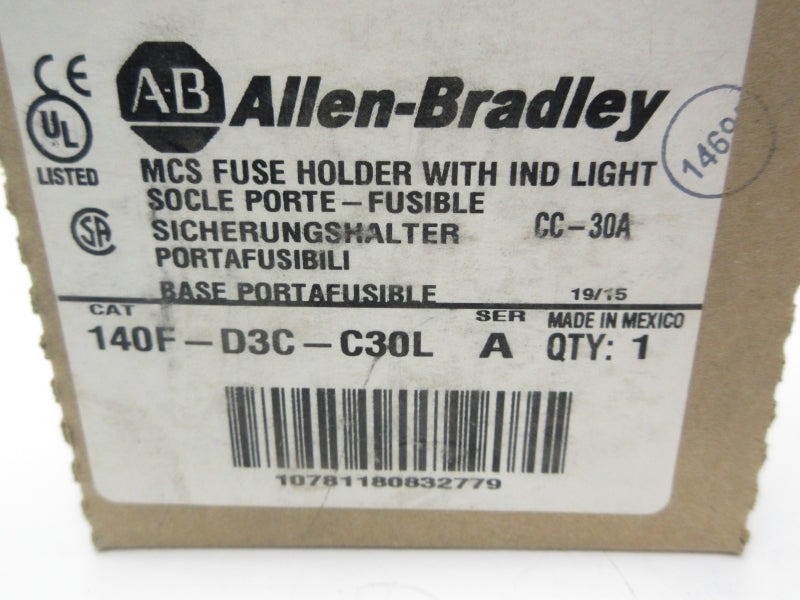 CE
A-B Allen-Bradley
UL
LISTED
MCS FUSE HOLDER WITH IND LIGHT
SOCLE PORTE-FUSIBLE
SICHERUNGSHALTER CC-30A
SA
PORTAFUSIBILI
BASE PORTAFUSIBLE 19/15
CAT SER MADE IN MEXICO
140F-D3C-C30L A QTY: 1
10781180832779